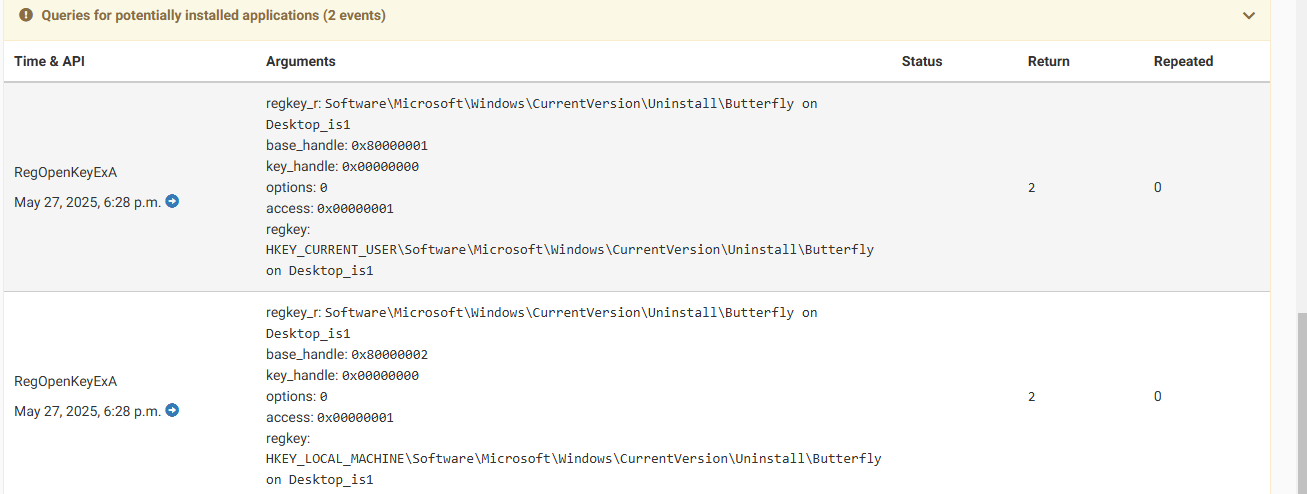 Queries for potentially installed applications (2 events)
Time & API Arguments Status Return Repeated
regkey_r: Software\Microsoft\Windows\CurrentVersion\Uninstall\Butterfly on
Desktop_is1
base_handle: 0x80000001
key_handle: 0x00000000
RegOpenKeyExA
options: 0 2 0
May 27, 2025, 6:28 p.m.
access: 0x00000001
regkey:
HKEY_CURRENT_USER\Software\Microsoft\Windows\CurrentVersion\Uninstall\Butterfly
on Desktop_is1
regkey_r: Software\Microsoft\Windows\CurrentVersion\Uninstall\Butterfly on
Desktop_is1
base_handle: 0x80000002
key_handle: 0x00000000
RegOpenKeyExA
options: 0 2 0
May 27, 2025, 6:28 p.m.
access: 0x00000001
regkey:
HKEY_LOCAL_MACHINE\Software\Microsoft\Windows\CurrentVersion\Uninstall\Butterfly
on Desktop_is1